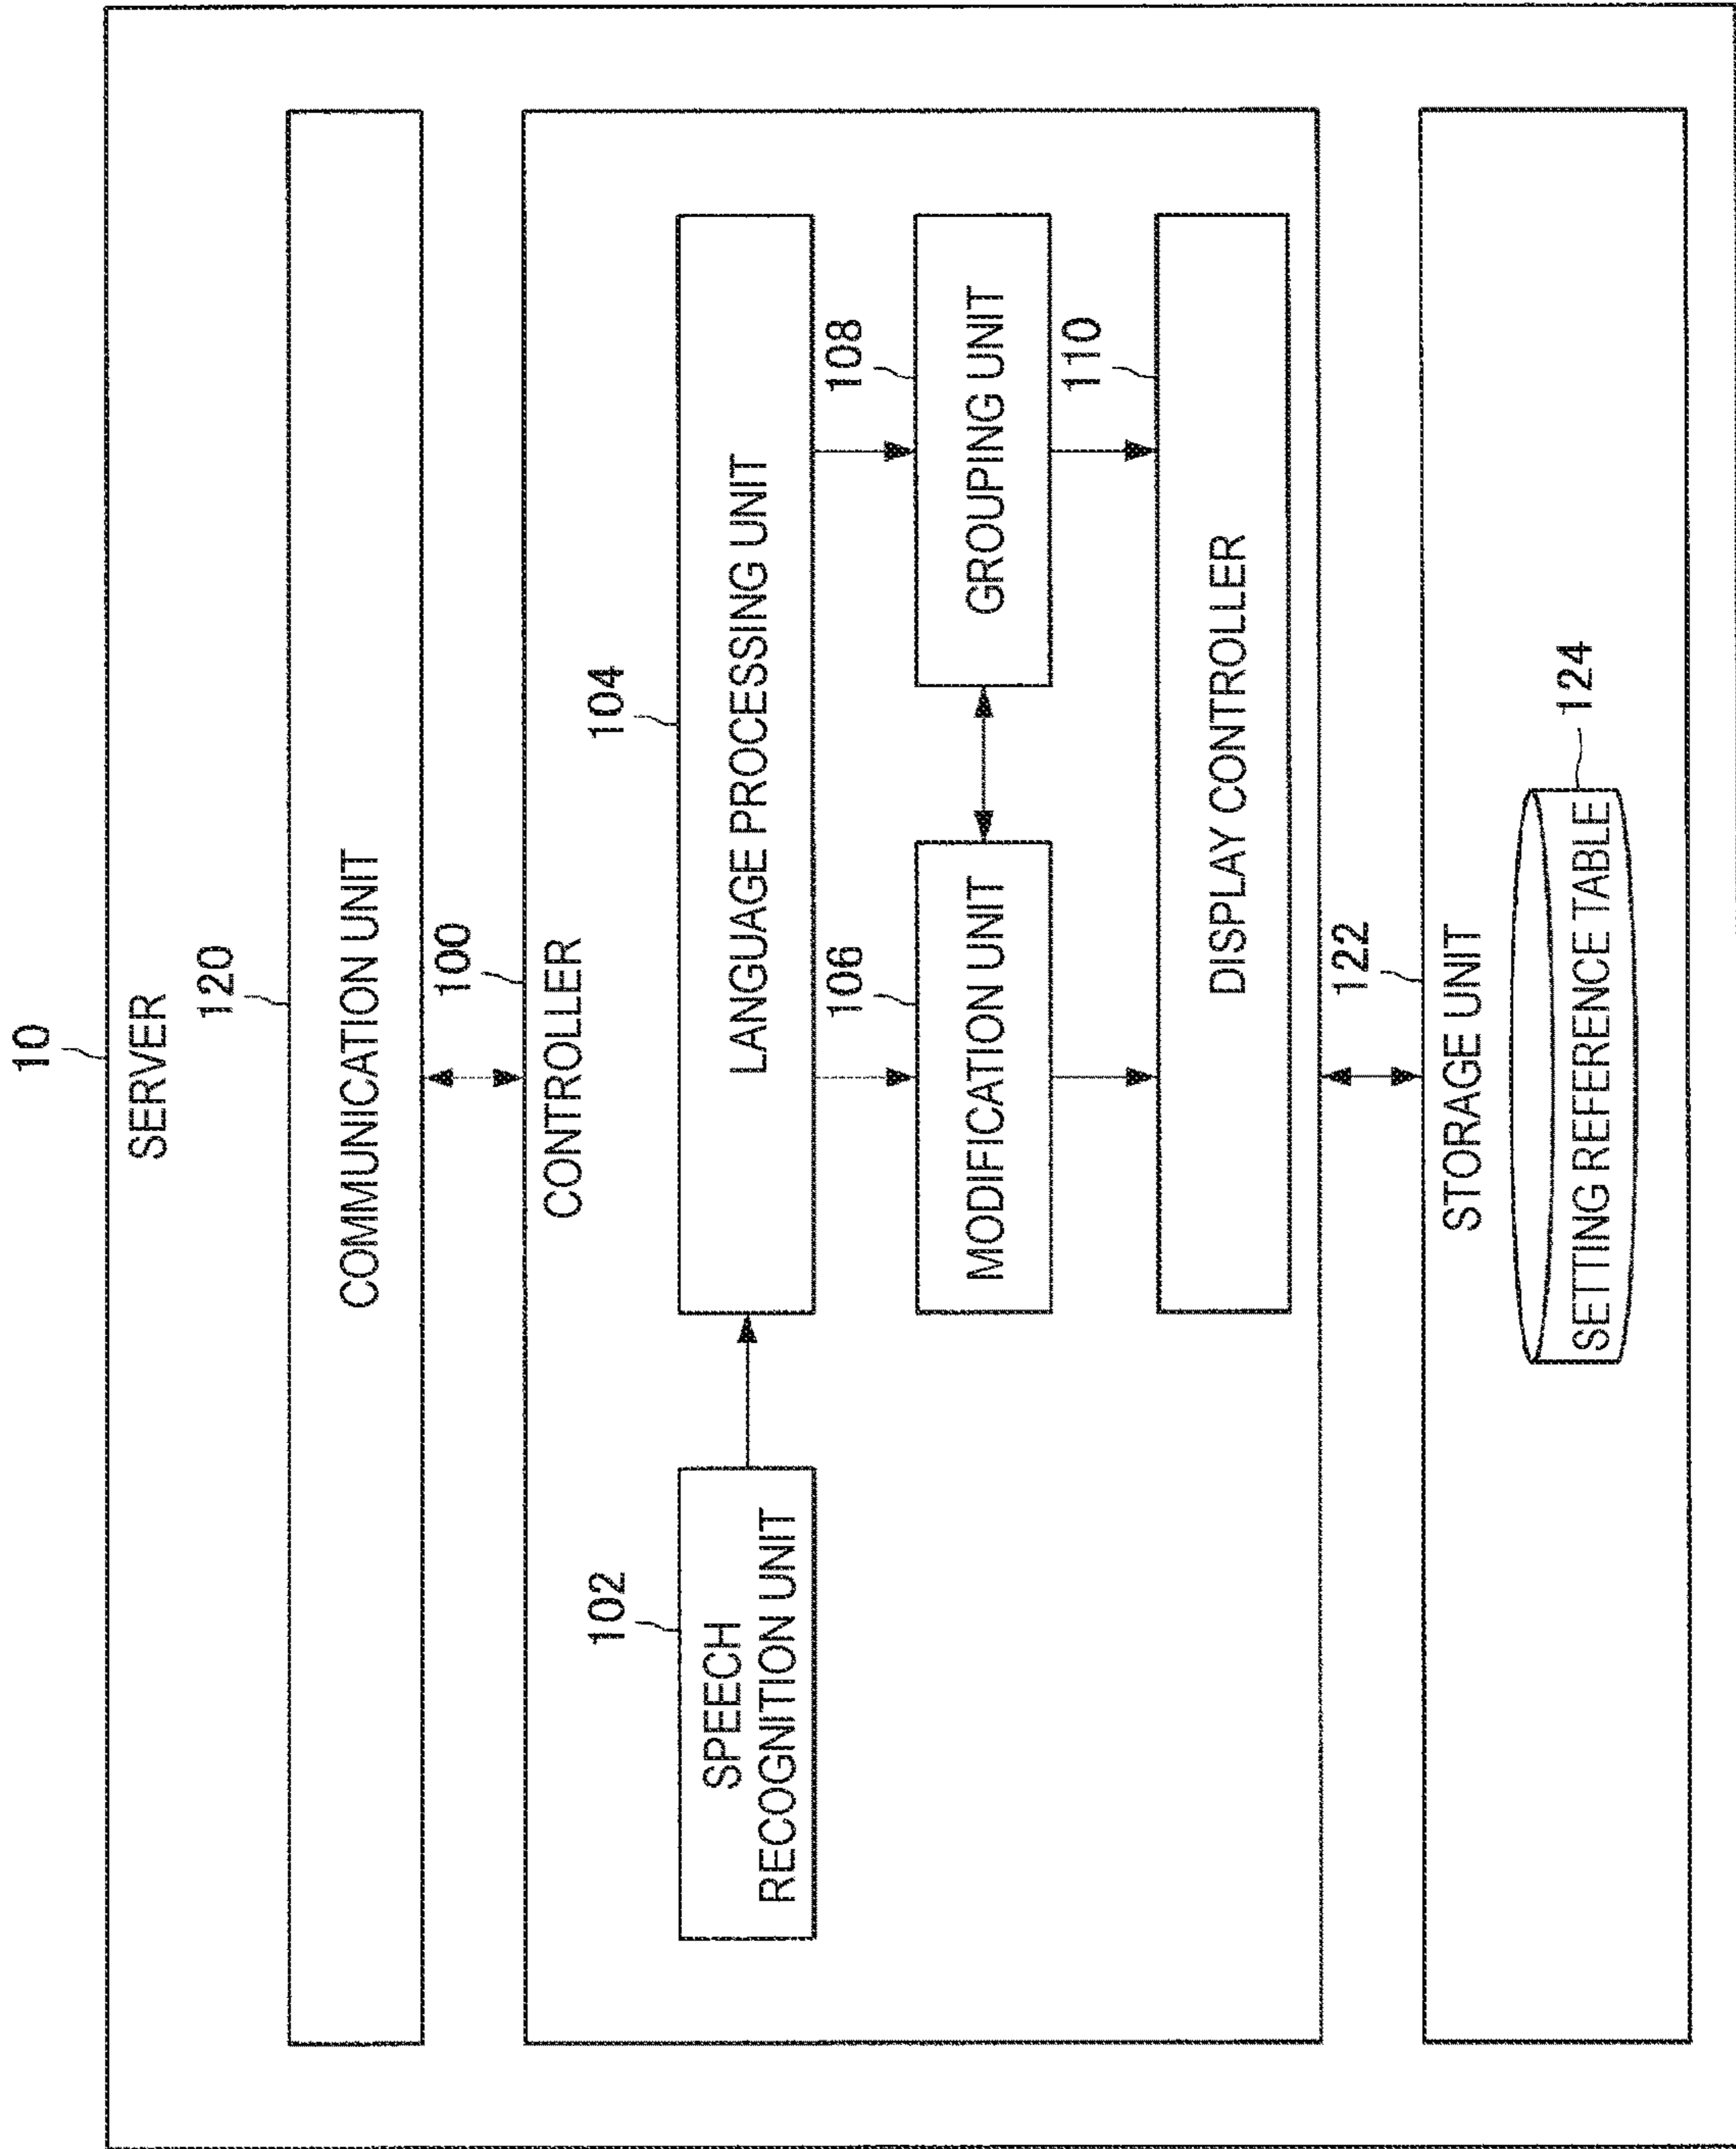 10
SERVER
120
COMMUNICATION UNIT
100
CONTROLLER
102
SPEECH
RECOGNITION UNIT
104
LANGUAGE PROCESSING UNIT
106
MODIFICATION UNIT
108
GROUPING UNIT
110
DISPLAY CONTROLLER
122
STORAGE UNIT
SETTING REFERENCE TABLE
124